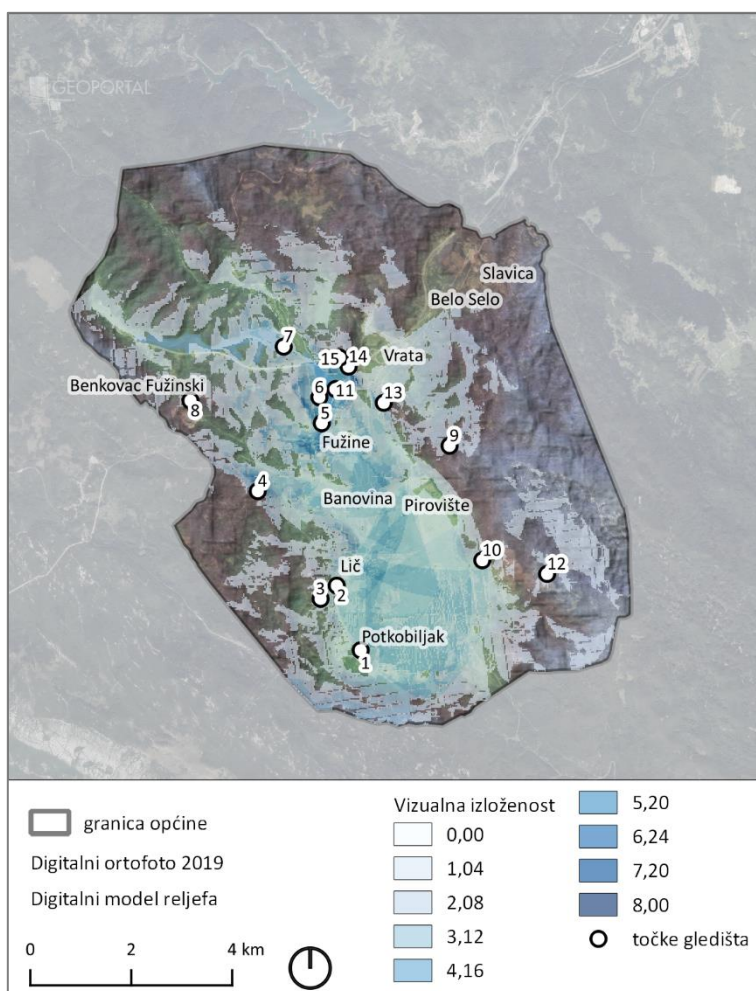 GEOPORTAL
Slavica
Belo Selo
7
15
14
Vrata
Benkovac Fužinski
8
6
11
13
5
Fužine
9
4
Banovina
Pirovište
10
12
Lič
3
2
Potkobiljak
1
granica općine
Digitalni ortofoto 2019
Digitalni model reljefa
0 2 4 km
Vizualna izloženost
0,00
1,04
2,08
3,12
4,16
5,20
6,24
7,20
8,00
točke gledišta